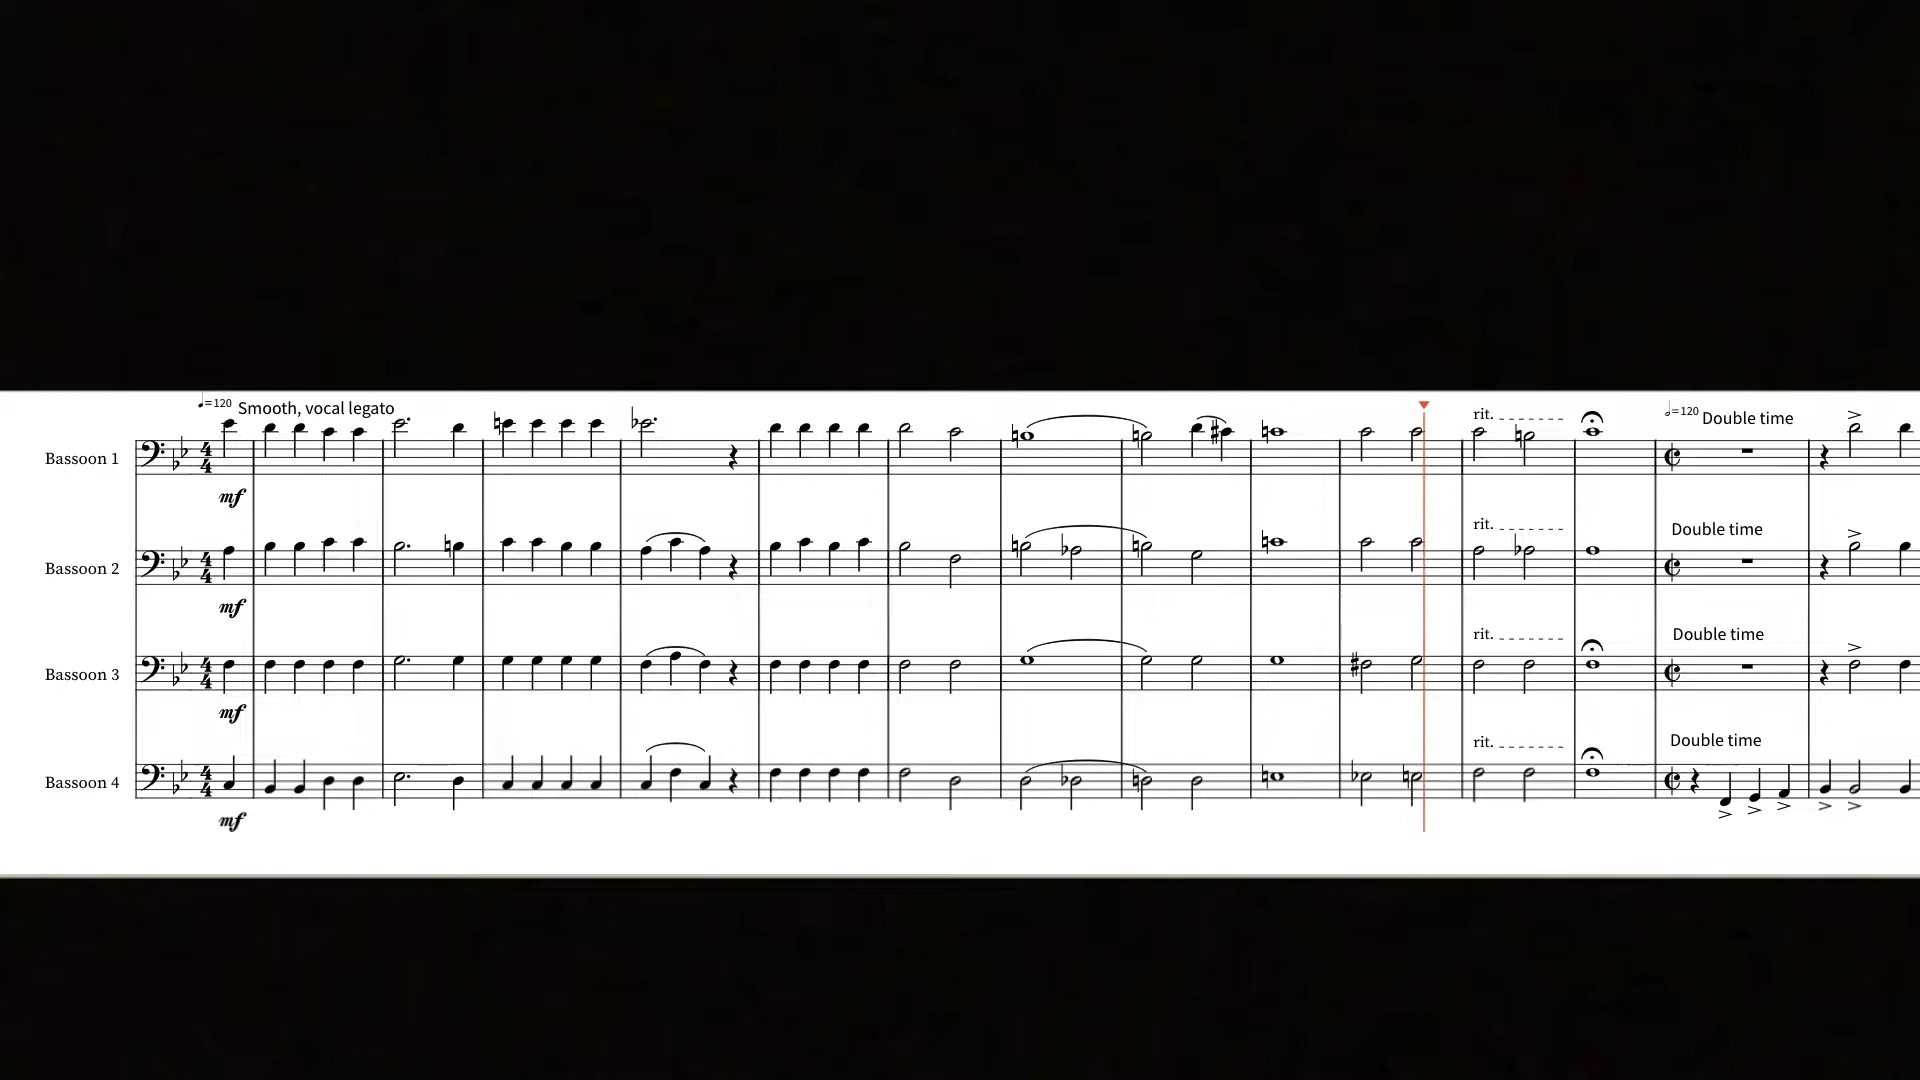 ♩=120 Smooth, vocal legato
rit.
𝅗𝅥=120 Double time
Bassoon 1
mf
rit.
Double time
Bassoon 2
mf
rit.
Double time
Bassoon 3
mf
rit.
Double time
Bassoon 4
mf